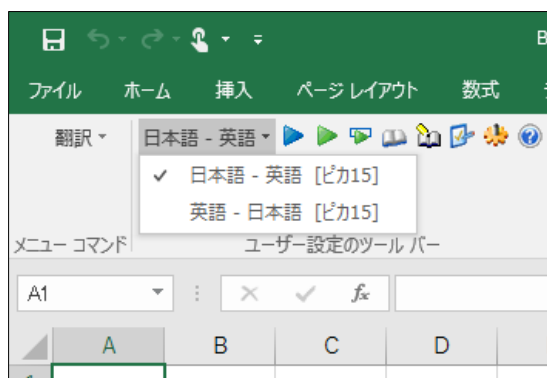 B
ファイル ホーム 挿入 ページ レイアウト 数式
翻訳 日本語 - 英語
日本語 - 英語 [ピカ15]
英語 - 日本語 [ピカ15]
メニュー コマンド ユーザー設定のツール バー
A1 fx
A B C D